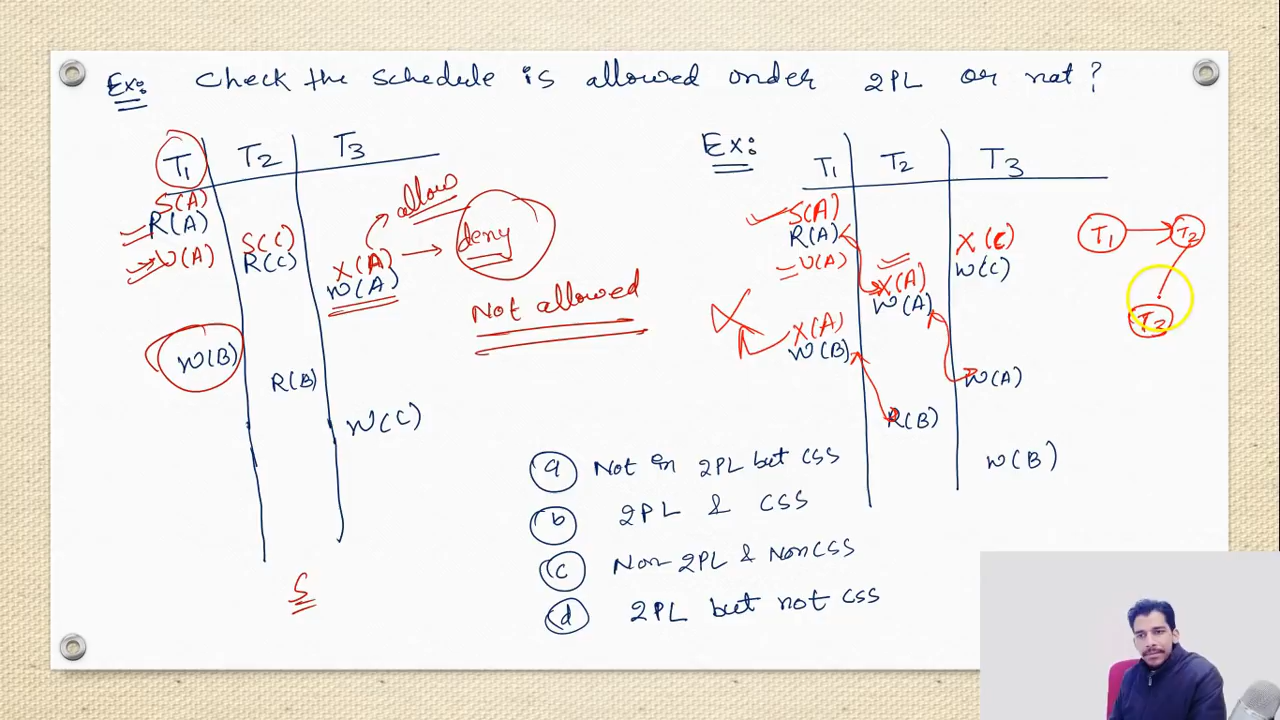 Ex: Check the schedule is allowed under 2PL or not?
T1 T2 T3
S(A)
R(A)
U(A)
S(C)
R(C)
X(A)
W(A)
allow
deny
Not allowed
W(B)
R(B)
W(C)
S
Ex:
T1 T2 T3
S(A)
R(A)
U(A)
X(C)
W(C)
X(A)
W(A)
X(A)
W(B)
W(A)
R(B)
W(B)
T1 T2
T2
a Not in 2PL but CSS
b 2PL & CSS
c Non 2PL & Non CSS
d 2PL but not CSS